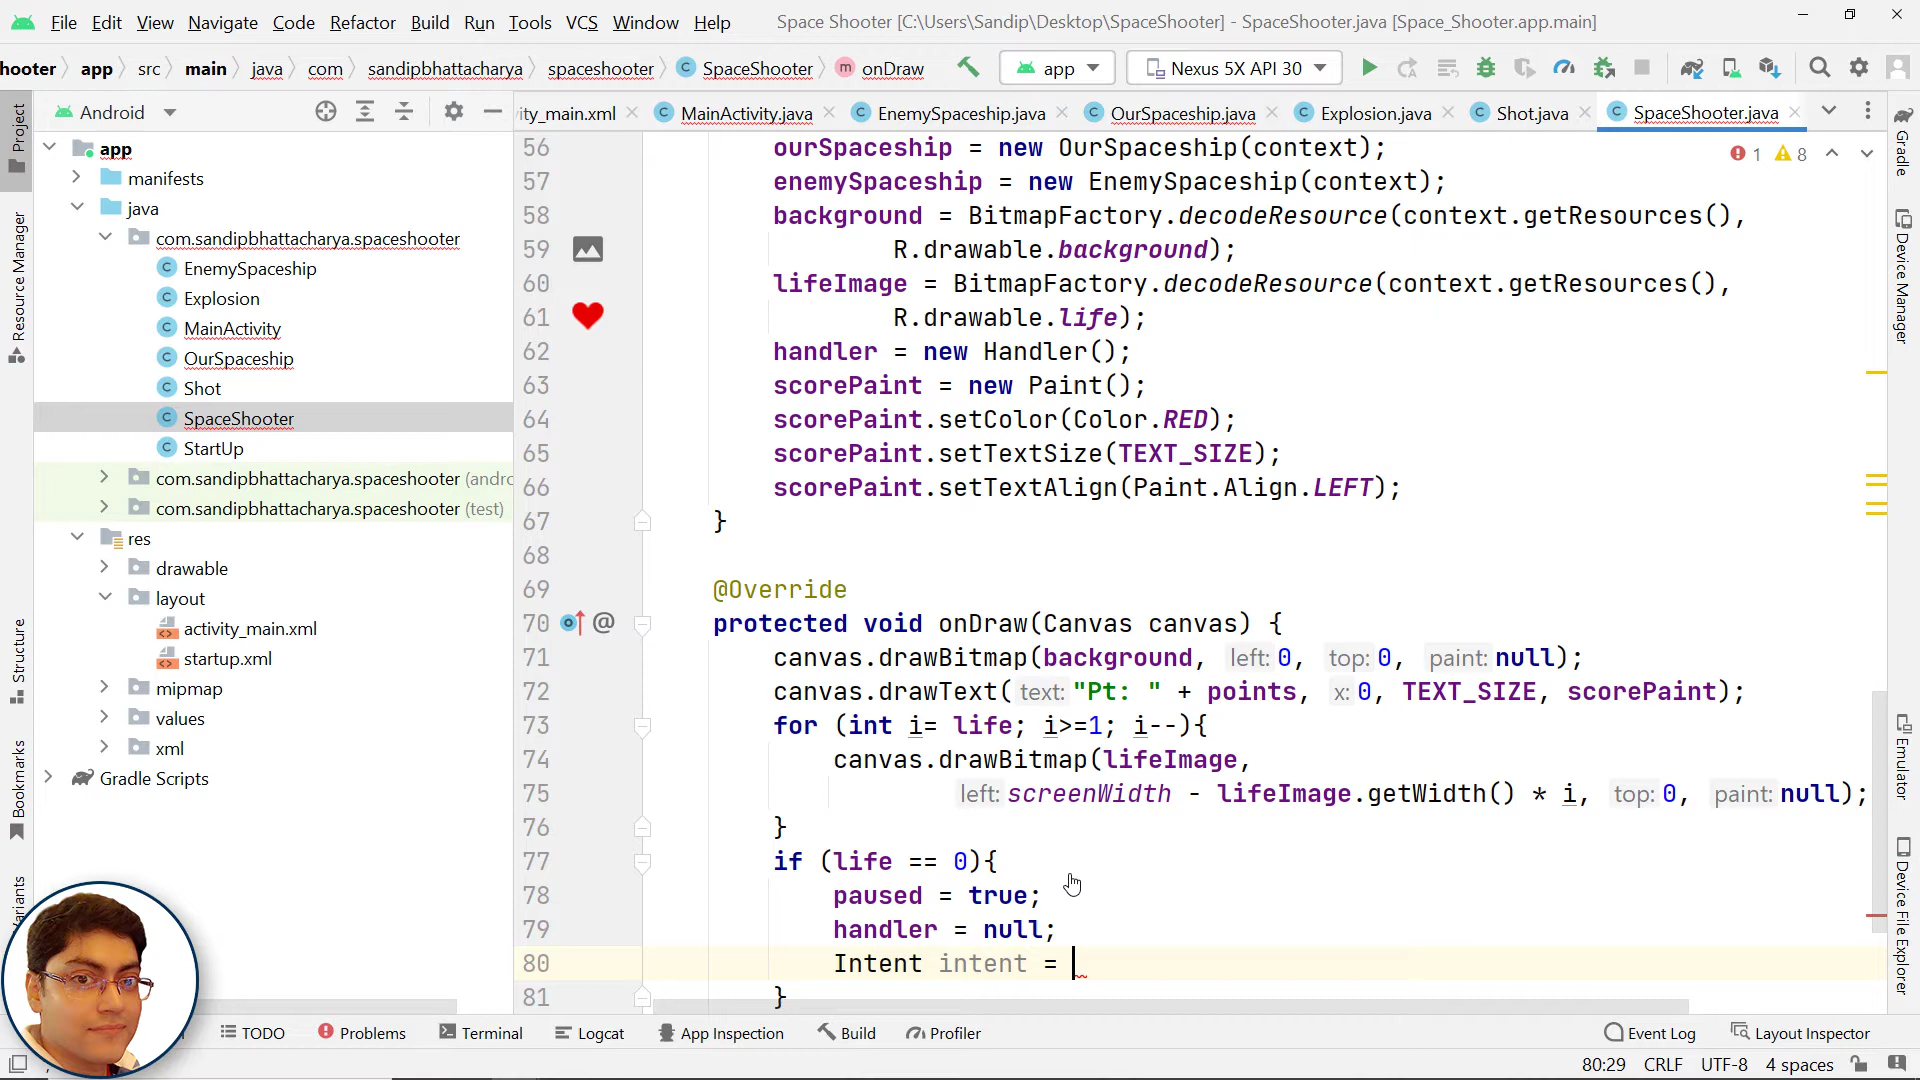 File Edit View Navigate Code Refactor Build Run Tools VCS Window Help Space Shooter [C:\Users\Sandip\Desktop\SpaceShooter] - SpaceShooter.java [Space_Shooter.app.main]
hooter app src main java com sandipbhattacharya spaceshooter SpaceShooter onDraw app Nexus 5X API 30
Android
ity_main.xml MainActivity.java EnemySpaceship.java OurSpaceship.java Explosion.java Shot.java SpaceShooter.java
Project
Resource Manager
Structure
Bookmarks
app
manifests
java
com.sandipbhattacharya.spaceshooter
EnemySpaceship
Explosion
MainActivity
OurSpaceship
Shot
SpaceShooter
StartUp
com.sandipbhattacharya.spaceshooter (andro
com.sandipbhattacharya.spaceshooter (test)
res
drawable
layout
activity_main.xml
startup.xml
mipmap
values
xml
Gradle Scripts
1 8
56 ourSpaceship = new OurSpaceship(context);
57 enemySpaceship = new EnemySpaceship(context);
58 background = BitmapFactory.decodeResource(context.getResources(),
59 R.drawable.background);
60 lifeImage = BitmapFactory.decodeResource(context.getResources(),
61 R.drawable.life);
62 handler = new Handler();
63 scorePaint = new Paint();
64 scorePaint.setColor(Color.RED);
65 scorePaint.setTextSize(TEXT_SIZE);
66 scorePaint.setTextAlign(Paint.Align.LEFT);
67 }
68
69 @Override
70 @ protected void onDraw(Canvas canvas) {
71 canvas.drawBitmap(background, left: 0, top: 0, paint: null);
72 canvas.drawText( text: "Pt: " + points, x: 0, TEXT_SIZE, scorePaint);
73 for (int i= life; i>=1; i--){
74 canvas.drawBitmap(lifeImage,
75 left: screenWidth - lifeImage.getWidth() * i, top: 0, paint: null);
76 }
77 if (life == 0){
78 paused = true;
79 handler = null;
80 Intent intent =
81 }
Gradle
Device Manager
Emulator
Device File Explorer
TODO Problems Terminal Logcat App Inspection Build Profiler Event Log Layout Inspector
80:29 CRLF UTF-8 4 spaces